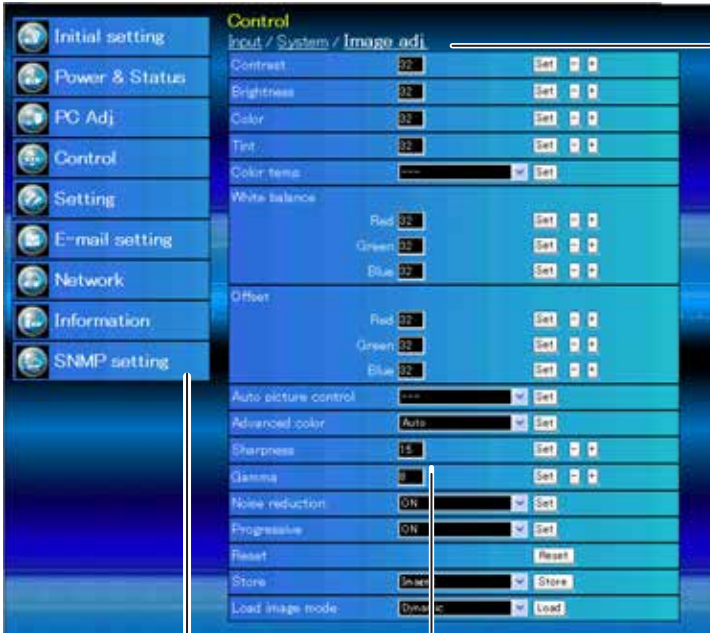 Initial setting
Power & Status
PC Adj
Control
Setting
E-mail setting
Network
Information
SNMP setting
Control
Input / System / Image adj.
Contrast 32 Set - +
Brightness 32 Set - +
Color 32 Set - +
Tint 32 Set - +
Color temp. --- Set
White balance
Red 32 Set - +
Green 32 Set - +
Blue 32 Set - +
Offset
Red 32 Set - +
Green 32 Set - +
Blue 32 Set - +
Auto picture control --- Set
Advanced color Auto Set
Sharpness 15 Set - +
Gamma 8 Set - +
Noise reduction ON Set
Progressive ON Set
Reset Reset
Store Store
Load image mode Dynamic Load